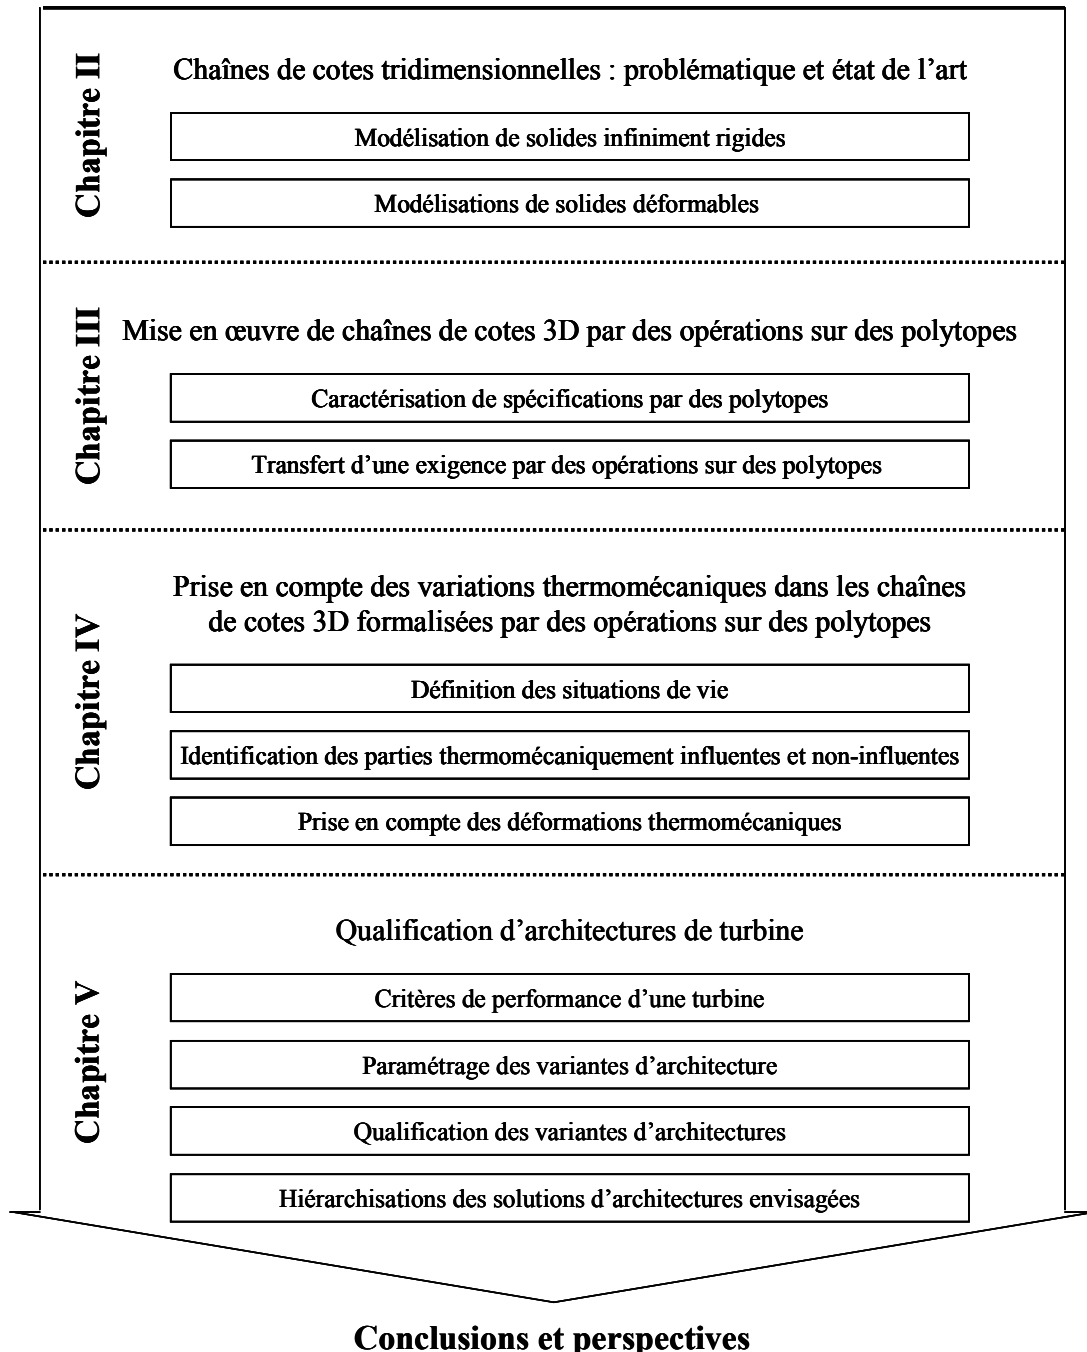 Chapitre II
Chaînes de cotes tridimensionnelles : problématique et état de l’art
Modélisation de solides infiniment rigides
Modélisations de solides déformables
Chapitre III
Mise en œuvre de chaînes de cotes 3D par des opérations sur des polytopes
Caractérisation de spécifications par des polytopes
Transfert d’une exigence par des opérations sur des polytopes
Chapitre IV
Prise en compte des variations thermomécaniques dans les chaînes
de cotes 3D formalisées par des opérations sur des polytopes
Définition des situations de vie
Identification des parties thermomécaniquement influentes et non-influentes
Prise en compte des déformations thermomécaniques
Chapitre V
Qualification d’architectures de turbine
Critères de performance d’une turbine
Paramétrage des variantes d’architecture
Qualification des variantes d’architectures
Hiérarchisations des solutions d’architectures envisagées
Conclusions et perspectives